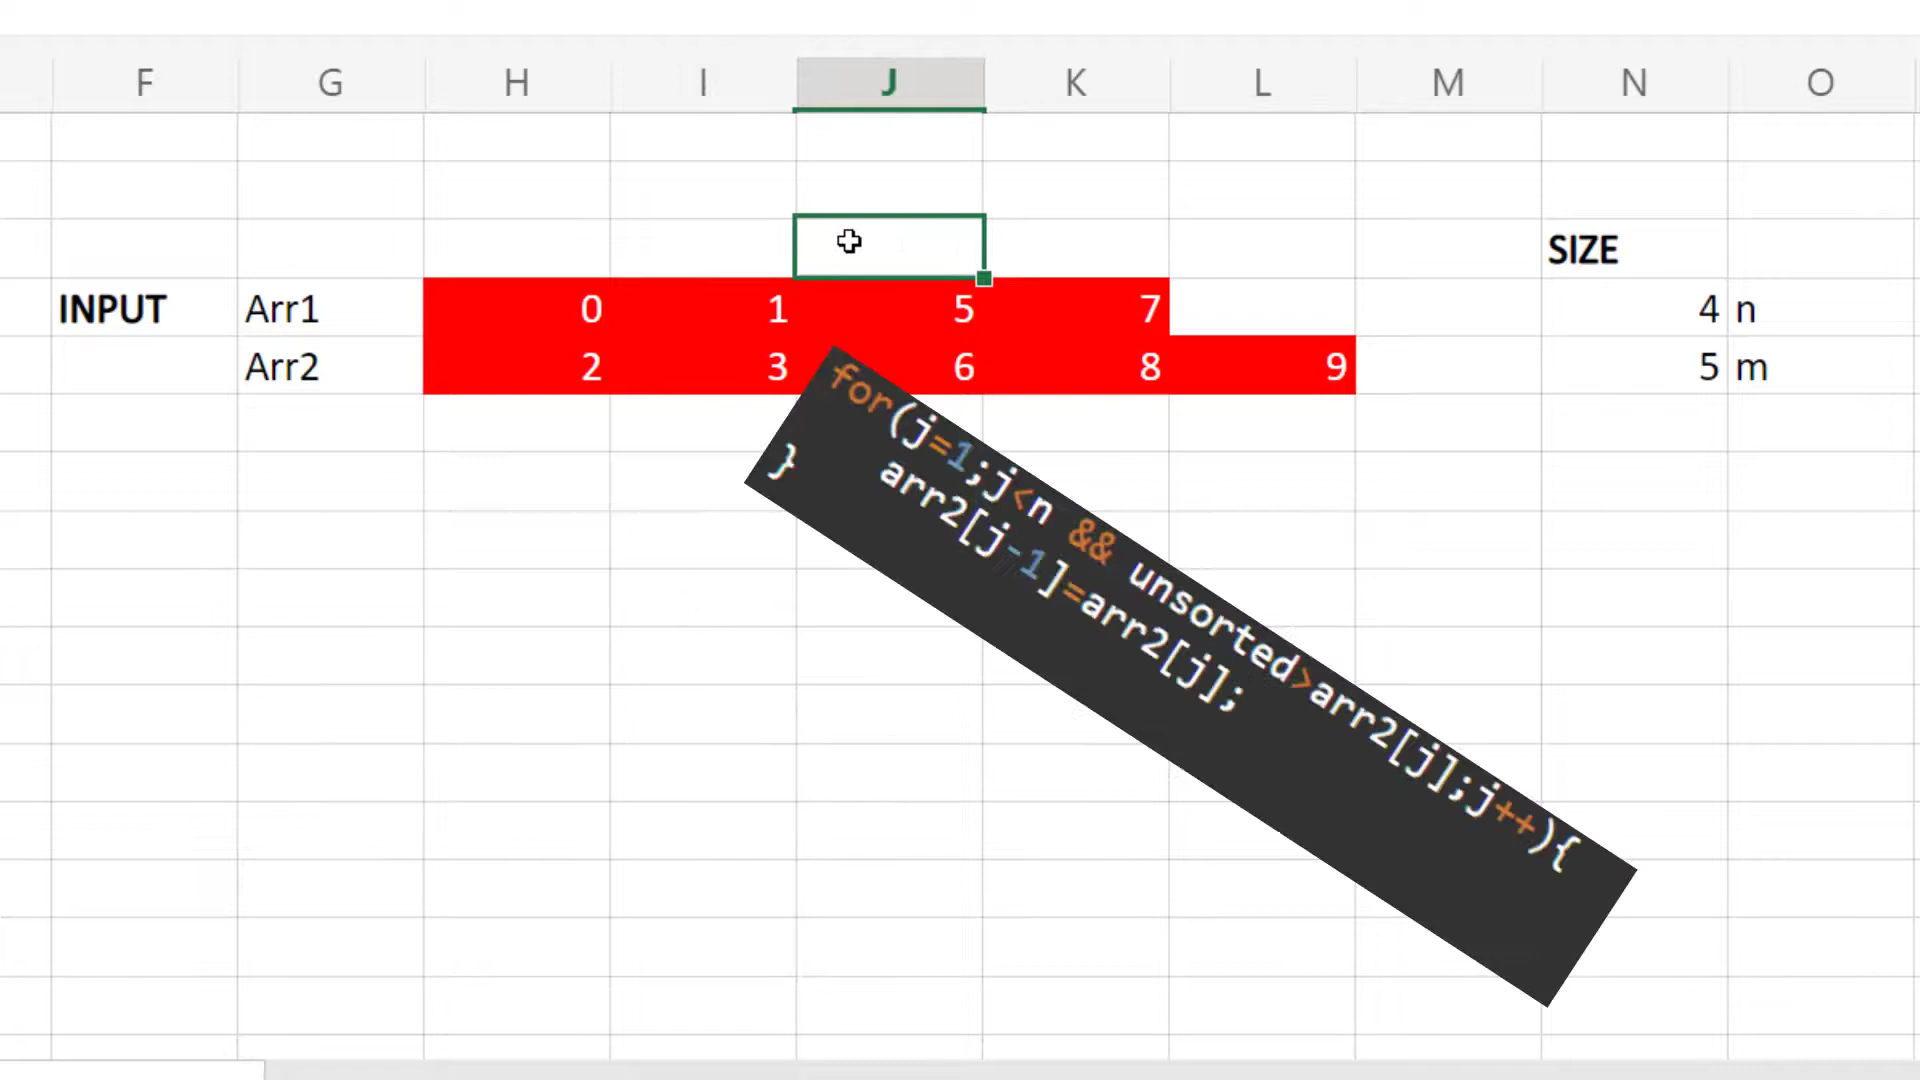 F G H I J K L M N O
SIZE
INPUT Arr1 0 1 5 7 4 n
Arr2 2 3 6 8 9 5 m
for(j=1;j<n && unsorted>arr2[j];j++){
arr2[j-1]=arr2[j];
}